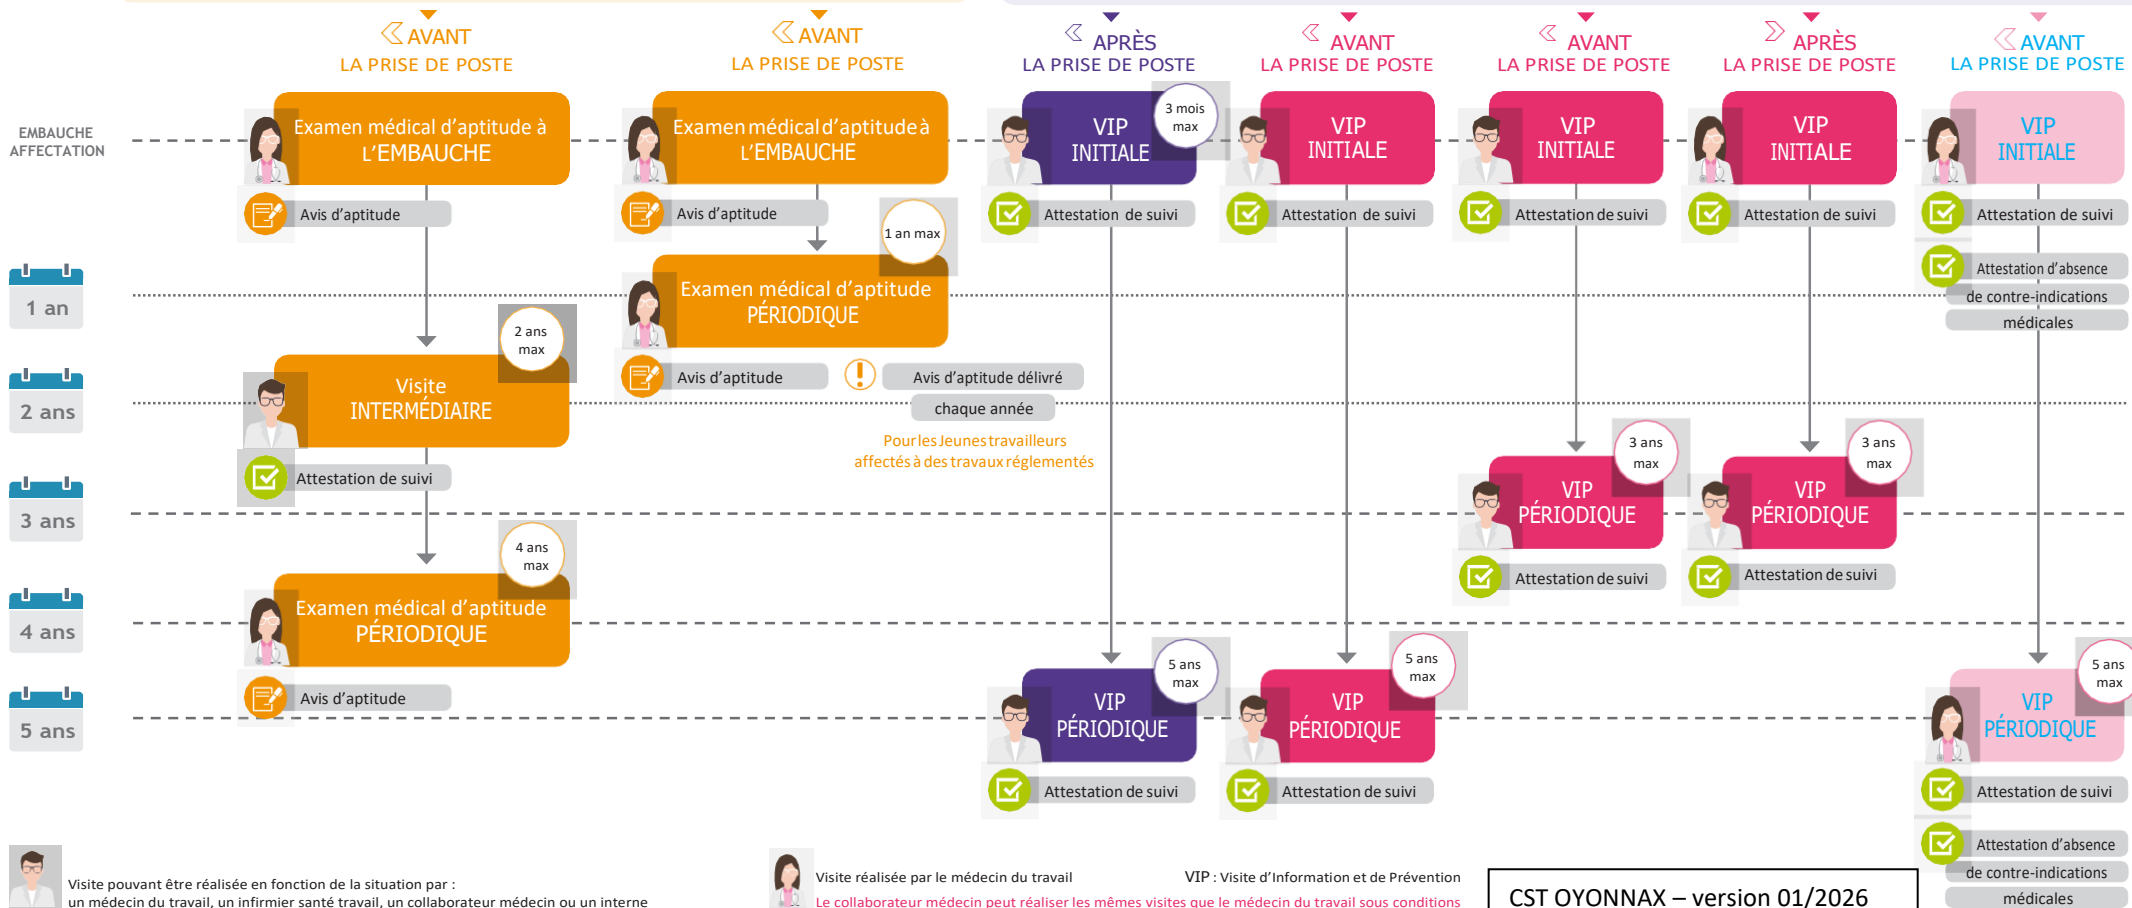 AVANT
LA PRISE DE POSTE
AVANT
LA PRISE DE POSTE
APRÈS
LA PRISE DE POSTE
AVANT
LA PRISE DE POSTE
AVANT
LA PRISE DE POSTE
APRÈS
LA PRISE DE POSTE
AVANT
LA PRISE DE POSTE
EMBAUCHE
AFFECTATION
Examen médical d'aptitude à
L'EMBAUCHE
Avis d'aptitude
Examen médical d'aptitude à
L'EMBAUCHE
Avis d'aptitude
3 mois
max
VIP
INITIALE
Attestation de suivi
VIP
INITIALE
Attestation de suivi
VIP
INITIALE
Attestation de suivi
VIP
INITIALE
Attestation de suivi
VIP
INITIALE
Attestation de suivi
Attestation d'absence
de contre-indications
médicales
1 an
1 an max
Examen médical d'aptitude
PÉRIODIQUE
Avis d'aptitude
Avis d'aptitude délivré
chaque année
Pour les Jeunes travailleurs
affectés à des travaux réglementés
2 ans
2 ans
max
Visite
INTERMÉDIAIRE
Attestation de suivi
3 ans
3 ans
max
VIP
PÉRIODIQUE
Attestation de suivi
3 ans
max
VIP
PÉRIODIQUE
Attestation de suivi
4 ans
4 ans
max
Examen médical d'aptitude
PÉRIODIQUE
Avis d'aptitude
5 ans
5 ans
max
VIP
PÉRIODIQUE
Attestation de suivi
5 ans
max
VIP
PÉRIODIQUE
Attestation de suivi
5 ans
max
VIP
PÉRIODIQUE
Attestation de suivi
Attestation d'absence
de contre-indications
médicales
Visite pouvant être réalisée en fonction de la situation par :
un médecin du travail, un infirmier santé travail, un collaborateur médecin ou un interne
Visite réalisée par le médecin du travail
VIP : Visite d'Information et de Prévention
Le collaborateur médecin peut réaliser les mêmes visites que le médecin du travail sous conditions
CST OYONNAX – version 01/2026